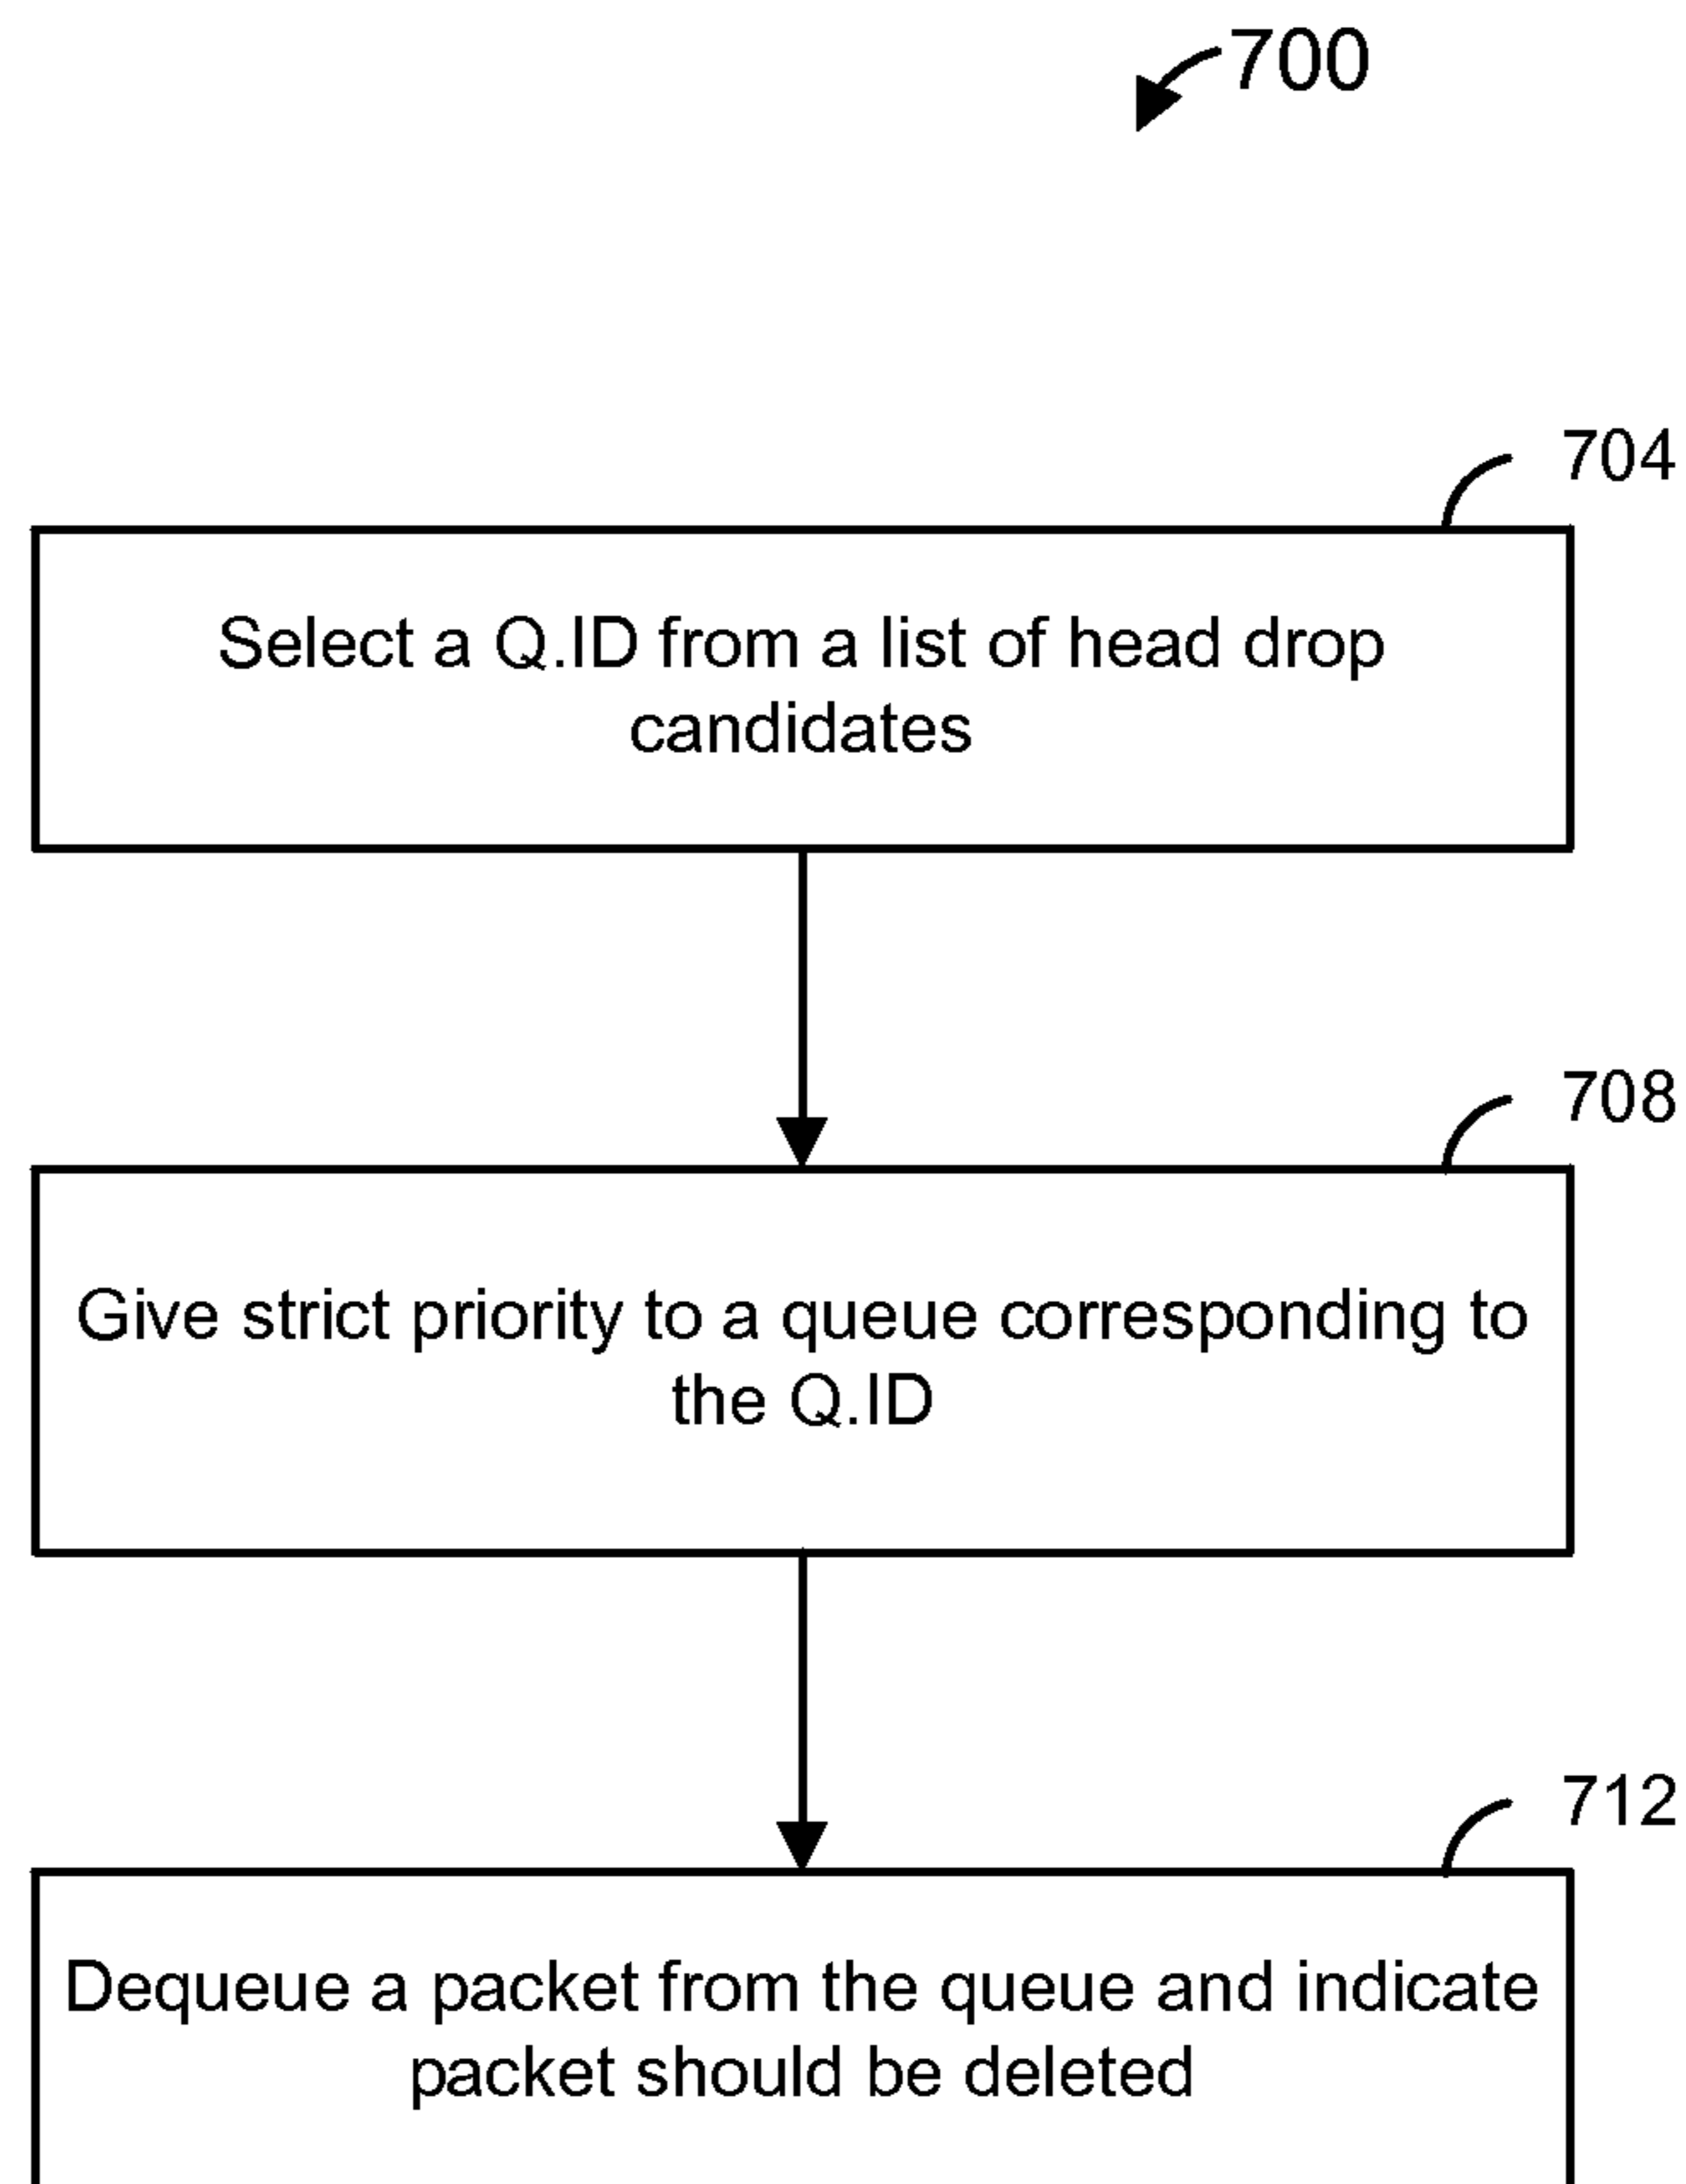 700
704
Select a Q.ID from a list of head drop
candidates
708
Give strict priority to a queue corresponding to
the Q.ID
712
Dequeue a packet from the queue and indicate
packet should be deleted